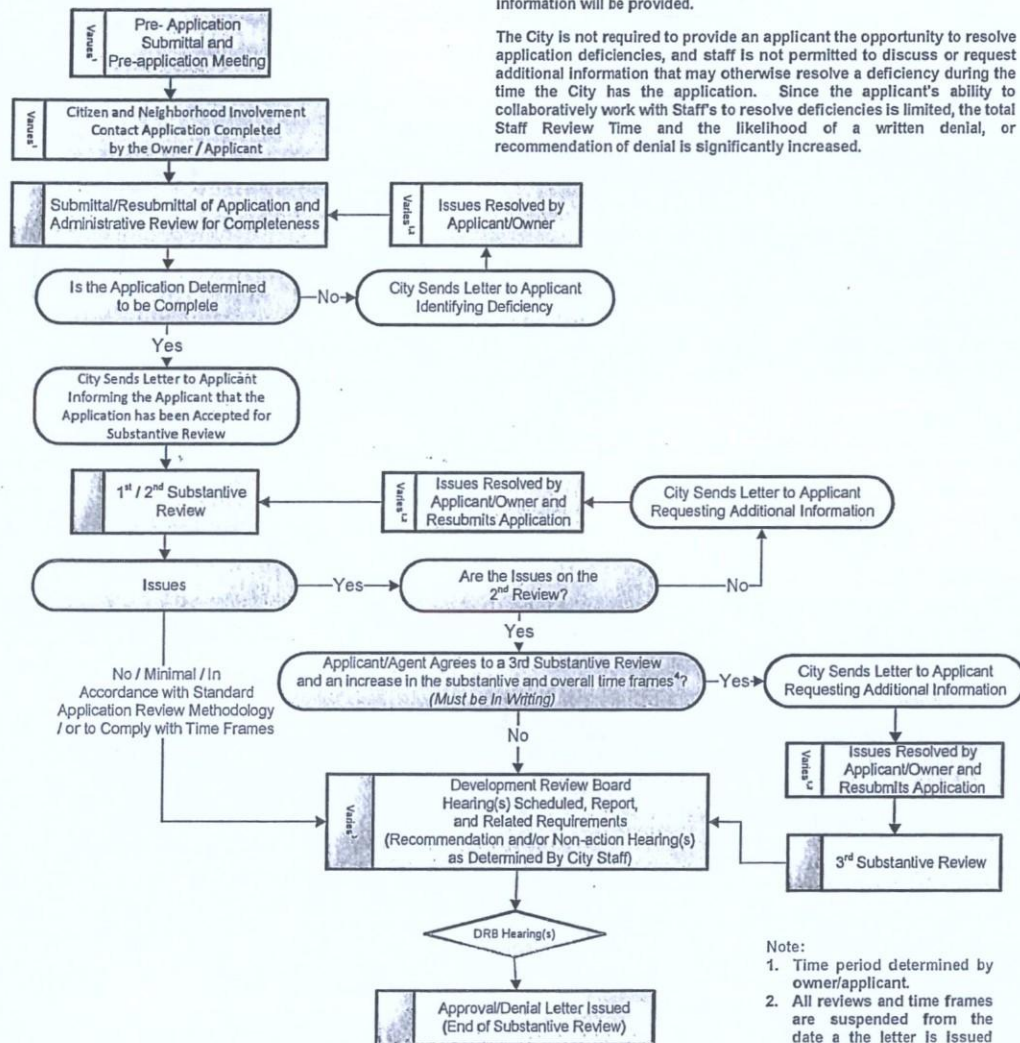 Information will be provided.
The City is not required to provide an applicant the opportunity to resolve
application deficiencies, and staff is not permitted to discuss or request
additional information that may otherwise resolve a deficiency during the
time the City has the application. Since the applicant's ability to
collaboratively work with Staff's to resolve deficiencies is limited, the total
Staff Review Time and the likelihood of a written denial, or
recommendation of denial is significantly increased.
Varies¹
Pre- Application
Submittal and
Pre-application Meeting
Varies¹
Citizen and Neighborhood Involvement
Contact Application Completed
by the Owner / Applicant
Submittal/Resubmittal of Application and
Administrative Review for Completeness
Varies
Issues Resolved by
Applicant/Owner
Is the Application Determined
to be Complete
No
City Sends Letter to Applicant
Identifying Deficiency
Yes
City Sends Letter to Applicant
Informing the Applicant that the
Application has been Accepted for
Substantive Review
1st / 2nd Substantive
Review
Varies
Issues Resolved by
Applicant/Owner and
Resubmits Application
City Sends Letter to Applicant
Requesting Additional Information
Issues
Yes
Are the Issues on the
2nd Review?
No
Yes
No / Minimal / In
Accordance with Standard
Application Review Methodology
/ or to Comply with Time Frames
Applicant/Agent Agrees to a 3rd Substantive Review
and an increase in the substantive and overall time frames⁴?
(Must be In Writing)
Yes
City Sends Letter to Applicant
Requesting Additional Information
No
Varies
Issues Resolved by
Applicant/Owner and
Resubmits Application
Varies
Development Review Board
Hearing(s) Scheduled, Report,
and Related Requirements
(Recommendation and/or Non-action Hearing(s)
as Determined By City Staff)
3rd Substantive Review
DRB Hearing(s)
Approval/Denial Letter Issued
(End of Substantive Review)
Note:
1. Time period determined by
owner/applicant.
2. All reviews and time frames
are suspended from the
date a the letter is issued